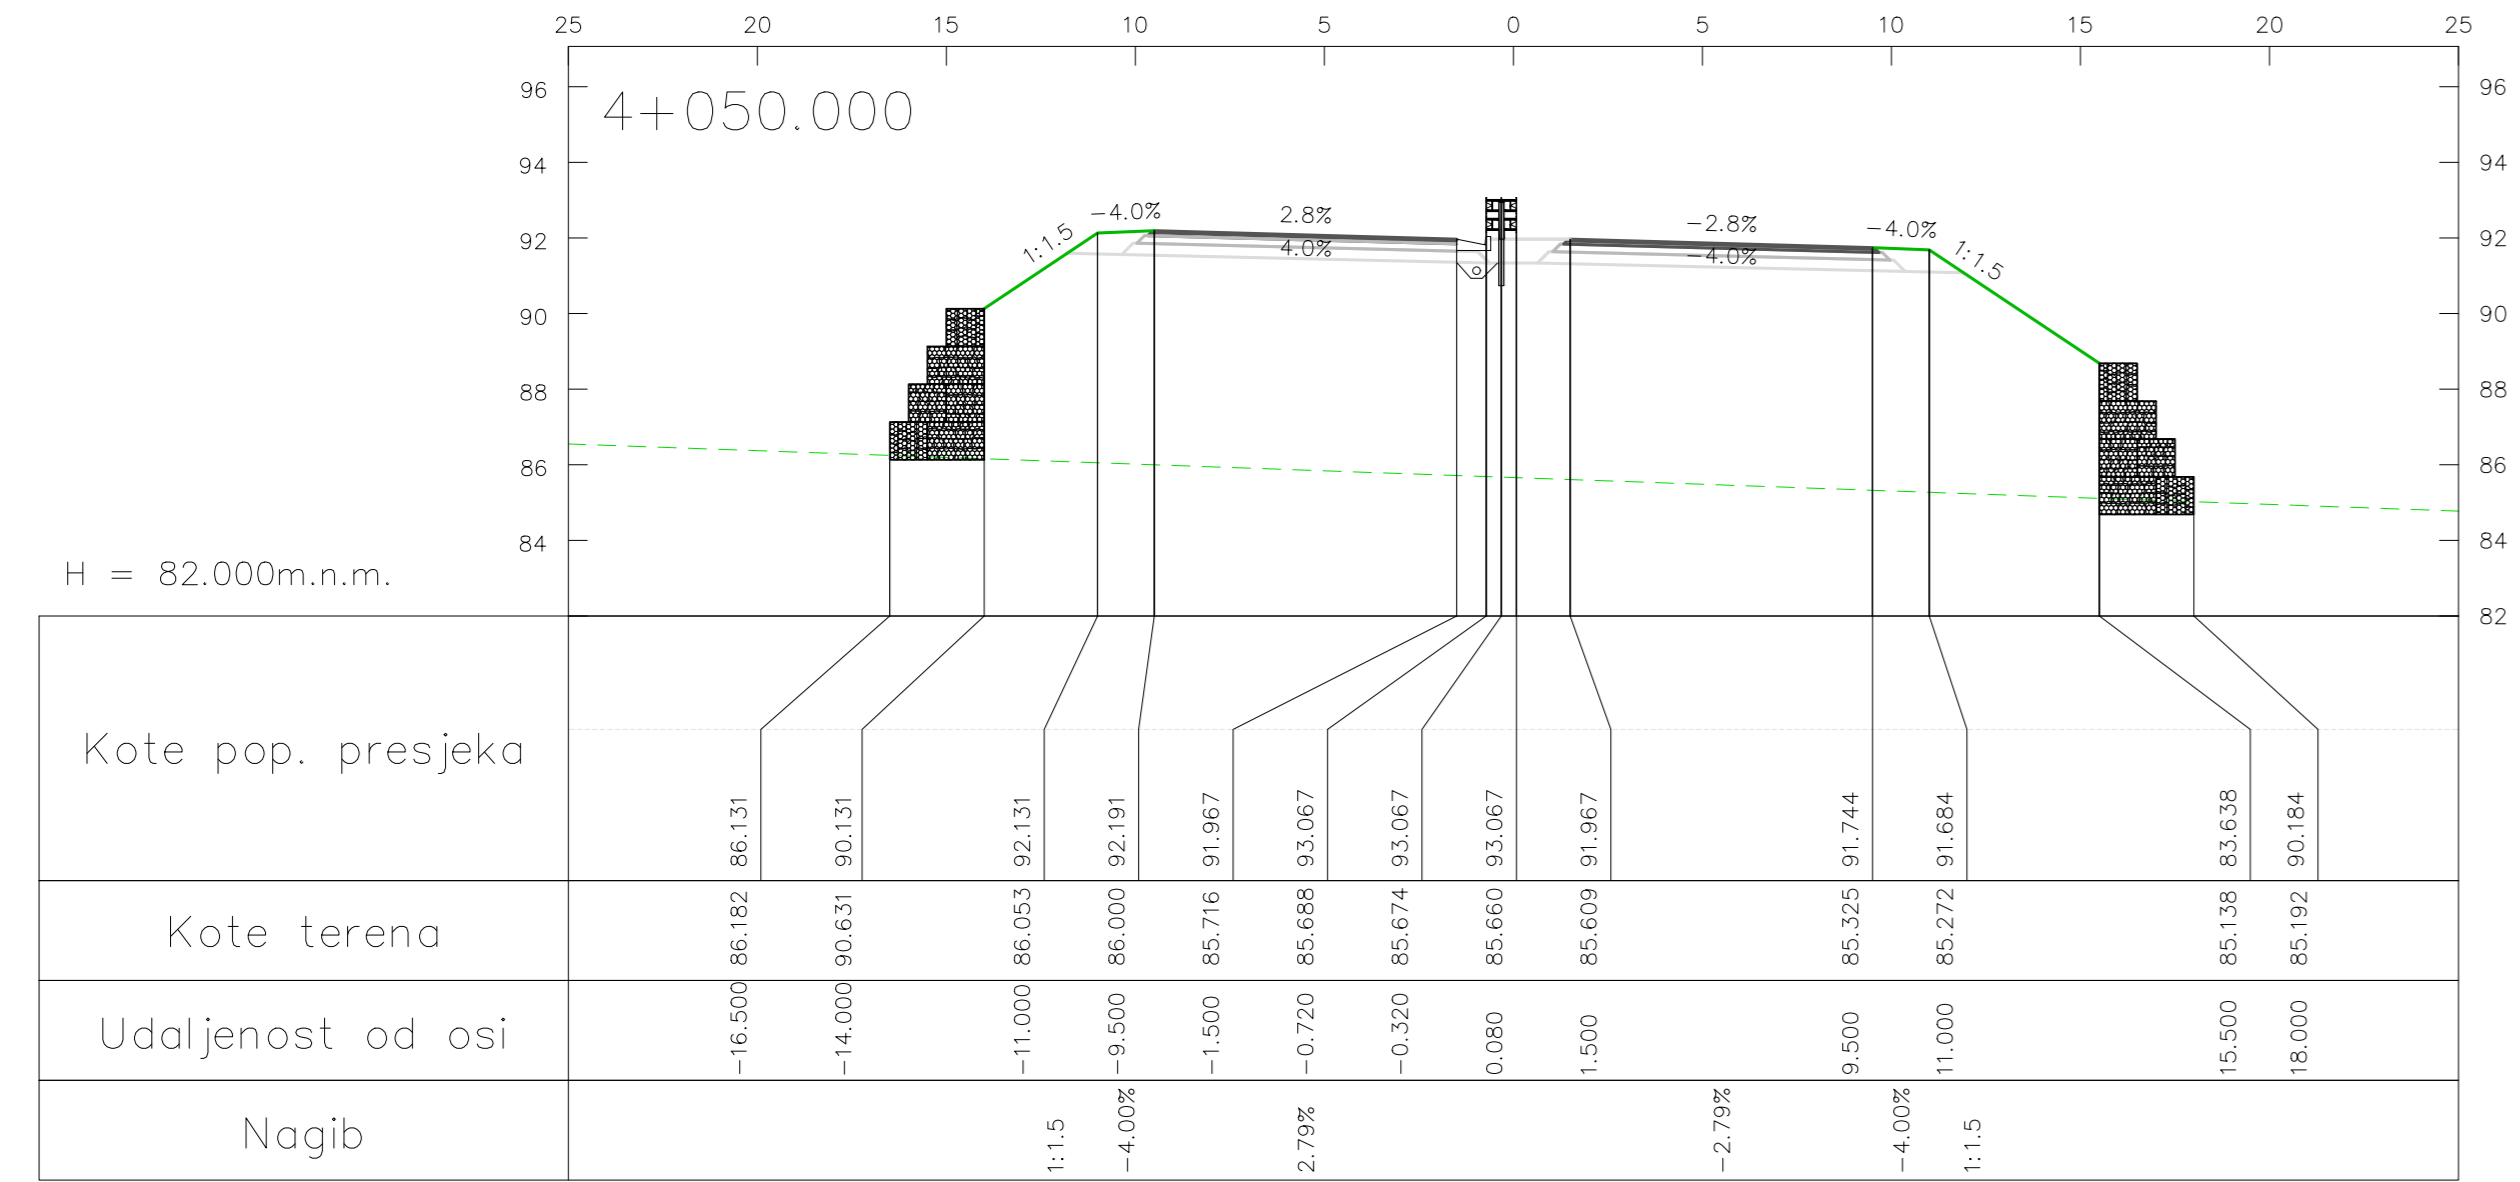 25 20 15 10 5 0 5 10 15 20 25
96 96
4+050.000
94 94
-4.0% 2.8% -2.8% -4.0%
1:1.5 1:1.5
92 4.0% -4.0% 92
90 90
88 88
86 86
84 84
H = 82.000m.n.m.
82
Kote pop. presjeka 86.131 90.131 92.131 92.191 91.967 93.067 93.067 93.067 91.967 91.744 91.684 83.638 90.184
Kote terena 86.182 90.631 86.053 86.000 85.716 85.688 85.674 85.660 85.609 85.325 85.272 85.138 85.192
Udaljenost od osi -16.500 -14.000 -11.000 -9.500 -1.500 -0.720 -0.320 0.080 1.500 9.500 11.000 15.500 18.000
Nagib 1:1.5 -4.00% 2.79% -2.79% -4.00% 1:1.5